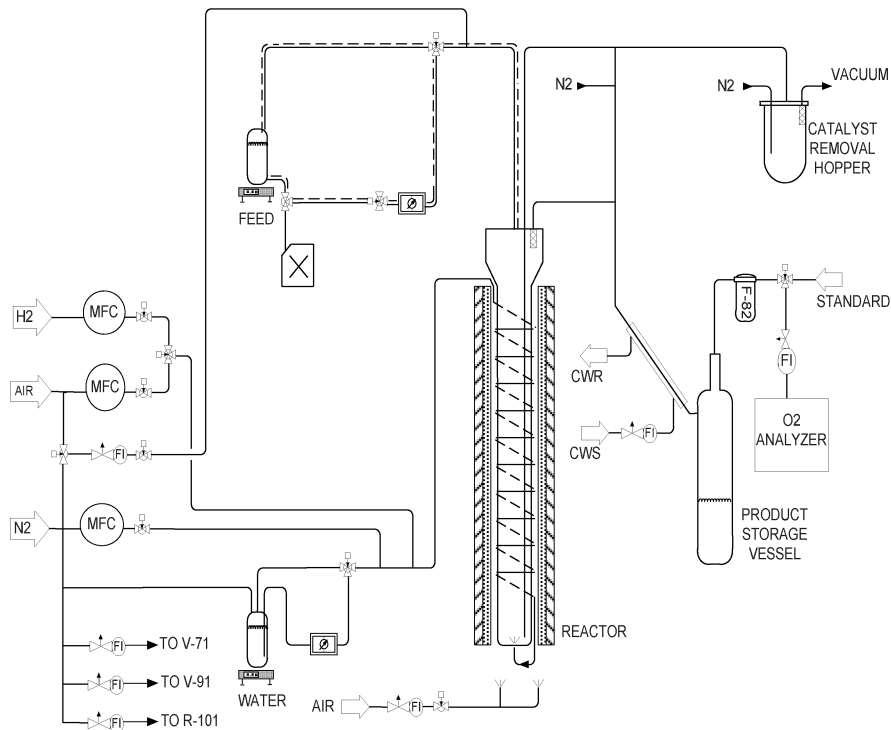 N2
N2
VACUUM
CATALYST
REMOVAL
HOPPER
FEED
F-82
STANDARD
H2
MFC
AIR
MFC
FI
CWR
CWS
FI
FI
O2
ANALYZER
N2
MFC
PRODUCT
STORAGE
VESSEL
REACTOR
FI
TO V-71
FI
TO V-91
FI
TO R-101
WATER
AIR
FI